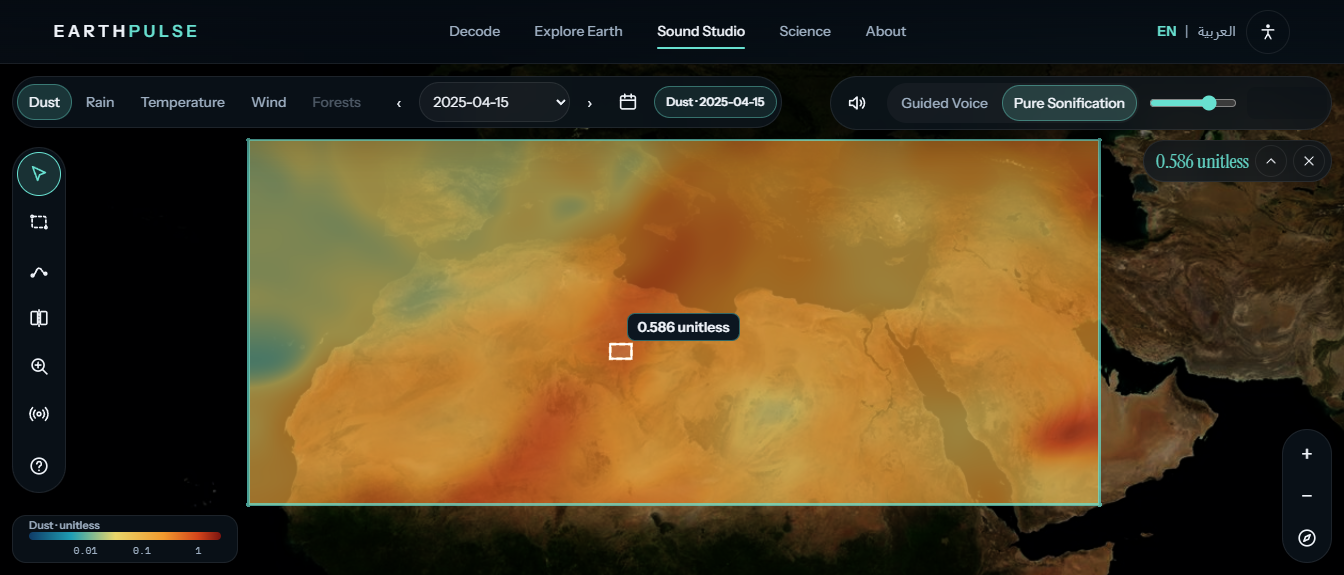 EARTHPULSE
Decode Explore Earth Sound Studio Science About
EN | العربية
Dust Rain Temperature Wind Forests ‹ 2025-04-15 › Dust · 2025-04-15
Guided Voice Pure Sonification
0.586 unitless
0.586 unitless
Dust · unitless
0.01 0.1 1